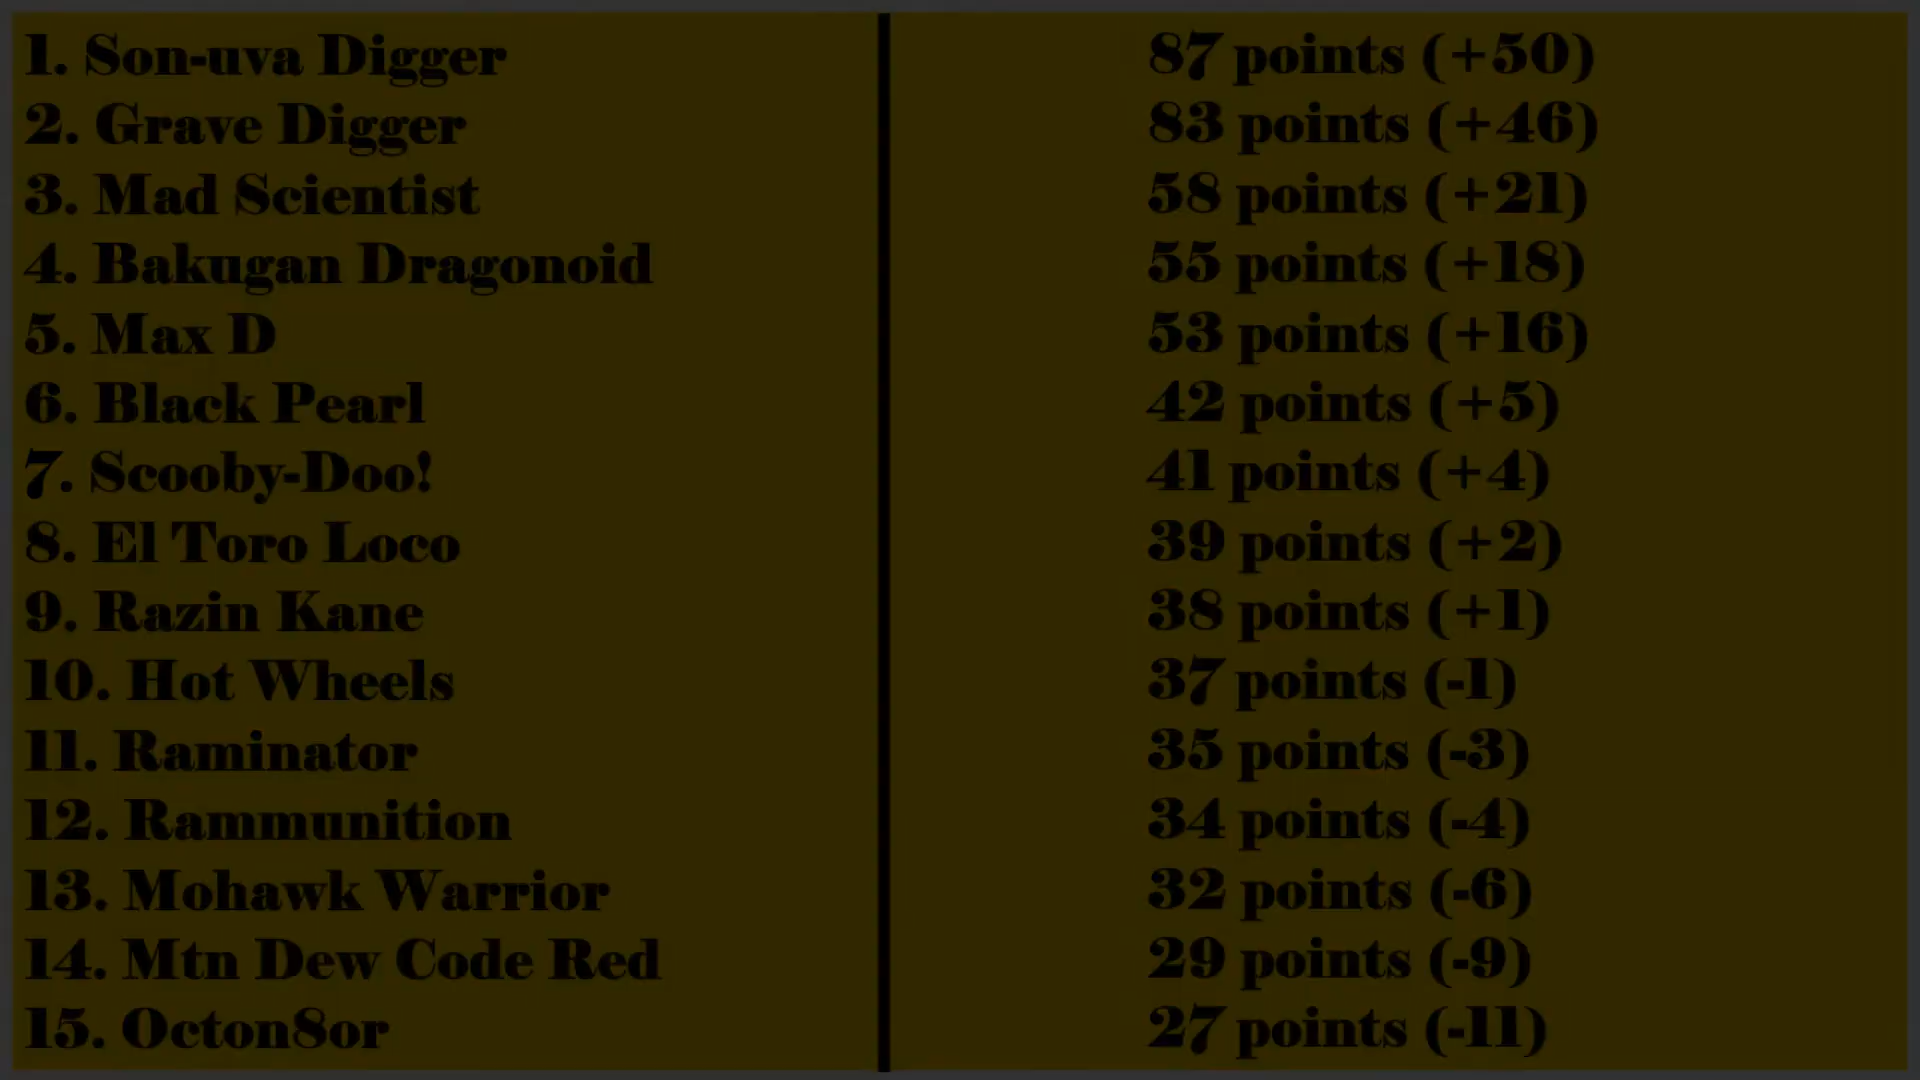 1. Son-uva Digger 87 points (+50)
2. Grave Digger 83 points (+46)
3. Mad Scientist 58 points (+21)
4. Bakugan Dragonoid 55 points (+18)
5. Max D 53 points (+16)
6. Black Pearl 42 points (+5)
7. Scooby-Doo! 41 points (+4)
8. El Toro Loco 39 points (+2)
9. Razin Kane 38 points (+1)
10. Hot Wheels 37 points (-1)
11. Raminator 35 points (-3)
12. Rammunition 34 points (-4)
13. Mohawk Warrior 32 points (-6)
14. Mtn Dew Code Red 29 points (-9)
15. Octon8or 27 points (-11)